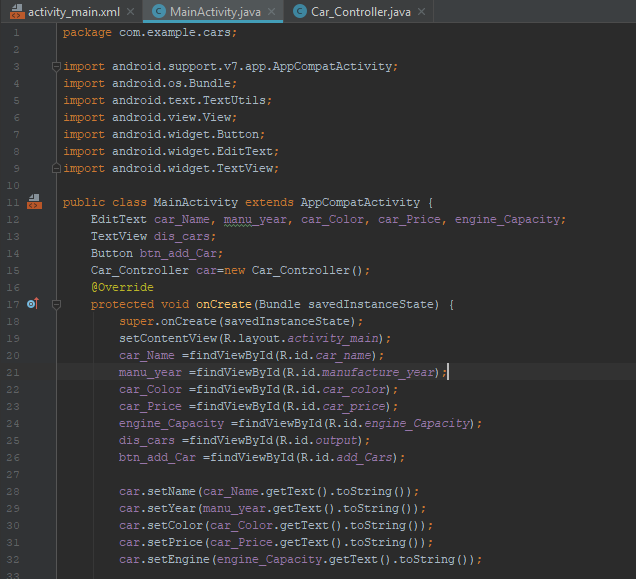 activity_main.xml MainActivity.java Car_Controller.java
1 package com.example.cars;
2
3 import android.support.v7.app.AppCompatActivity;
4 import android.os.Bundle;
5 import android.text.TextUtils;
6 import android.view.View;
7 import android.widget.Button;
8 import android.widget.EditText;
9 import android.widget.TextView;
10
11 public class MainActivity extends AppCompatActivity {
12 EditText car_Name, manu_year, car_Color, car_Price, engine_Capacity;
13 TextView dis_cars;
14 Button btn_add_Car;
15 Car_Controller car=new Car_Controller();
16 @Override
17 protected void onCreate(Bundle savedInstanceState) {
18 super.onCreate(savedInstanceState);
19 setContentView(R.layout.activity_main);
20 car_Name =findViewById(R.id.car_name);
21 manu_year =findViewById(R.id.manufacture_year);
22 car_Color =findViewById(R.id.car_color);
23 car_Price =findViewById(R.id.car_price);
24 engine_Capacity =findViewById(R.id.engine_Capacity);
25 dis_cars =findViewById(R.id.output);
26 btn_add_Car =findViewById(R.id.add_Cars);
27
28 car.setName(car_Name.getText().toString());
29 car.setYear(manu_year.getText().toString());
30 car.setColor(car_Color.getText().toString());
31 car.setPrice(car_Price.getText().toString());
32 car.setEngine(engine_Capacity.getText().toString());
33